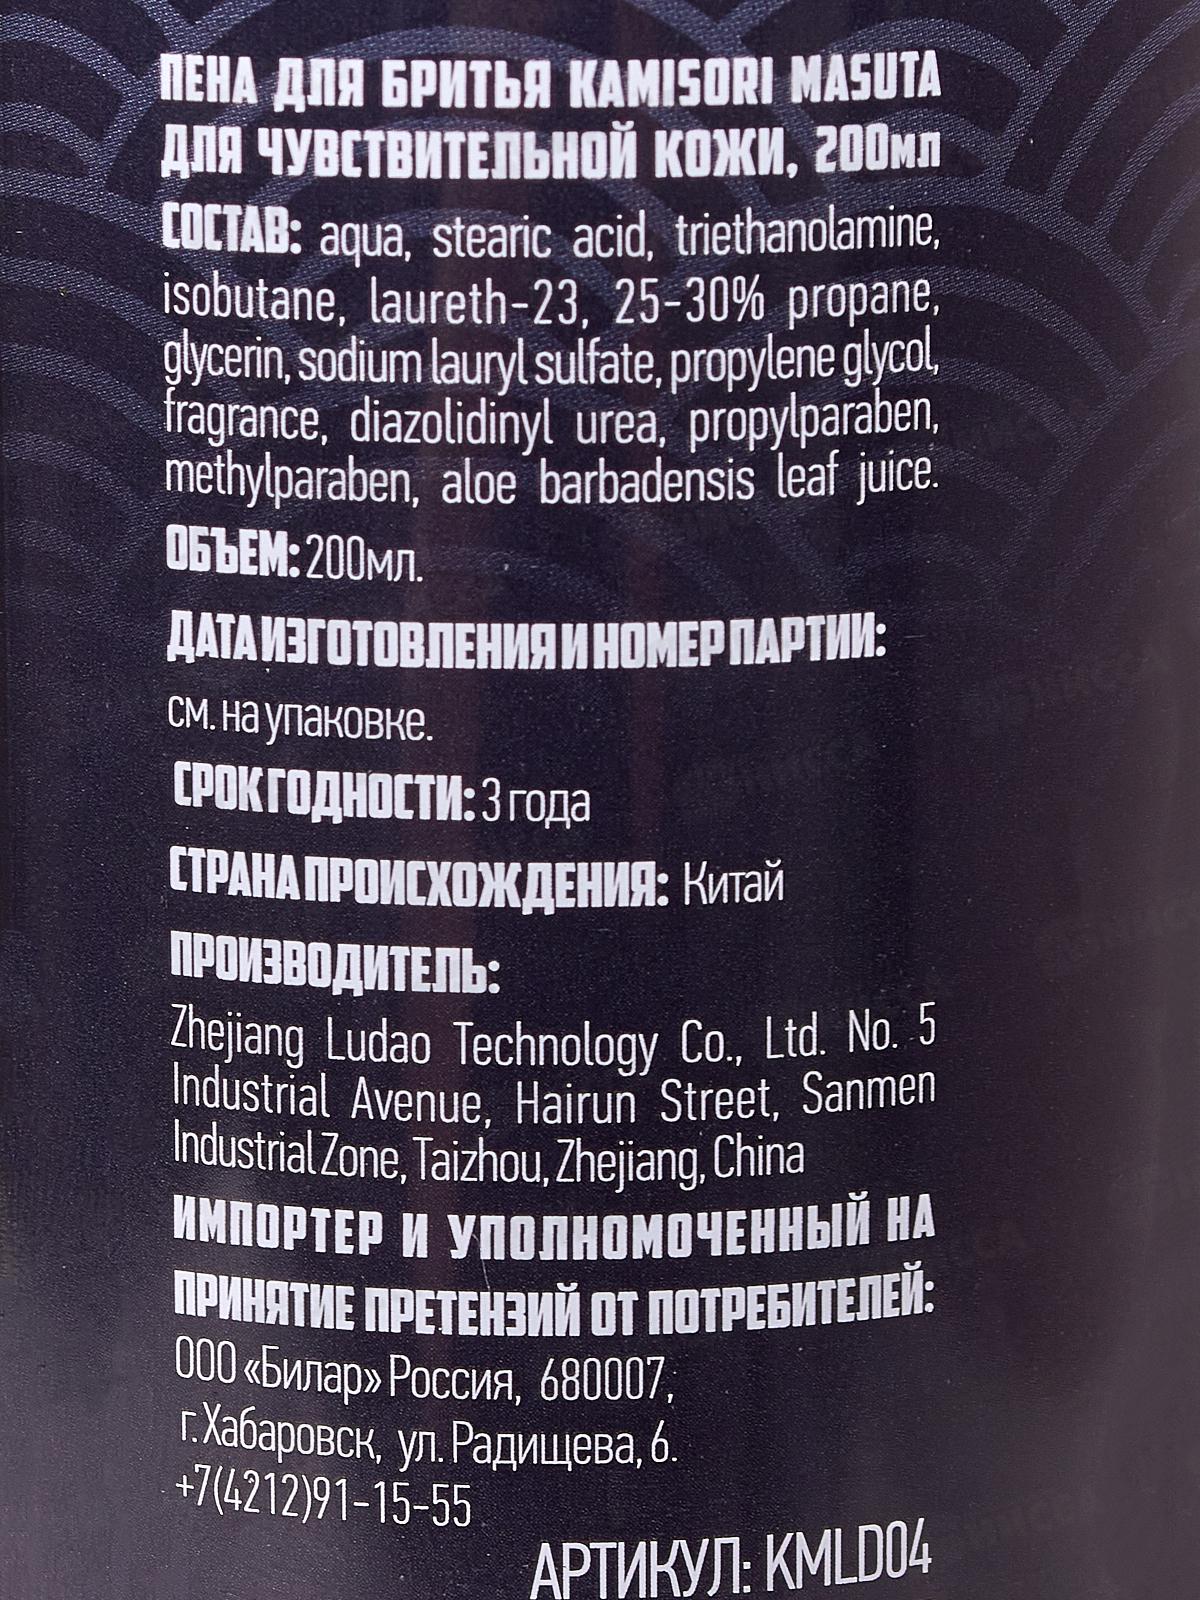 ПЕНА ДЛЯ БРИТЬЯ KAMISORI MASUTA
ДЛЯ ЧУВСТВИТЕЛЬНОЙ КОЖИ, 200мл
СОСТАВ: aqua, stearic acid, triethanolamine,
isobutane, laureth-23, 25-30% propane,
glycerin, sodium lauryl sulfate, propylene glycol,
fragrance, diazolidinyl urea, propylparaben,
methylparaben, aloe barbadensis leaf juice.
ОБЪЕМ: 200мл.
ДАТА ИЗГОТОВЛЕНИЯ И НОМЕР ПАРТИИ:
см. на упаковке.
СРОК ГОДНОСТИ: 3 года
СТРАНА ПРОИСХОЖДЕНИЯ: Китай
ПРОИЗВОДИТЕЛЬ:
Zhejiang Ludao Technology Co., Ltd. No. 5
Industrial Avenue, Hairun Street, Sanmen
Industrial Zone, Taizhou, Zhejiang, China
ИМПОРТЕР И УПОЛНОМОЧЕННЫЙ НА
ПРИНЯТИЕ ПРЕТЕНЗИЙ ОТ ПОТРЕБИТЕЛЕЙ:
ООО «Билар» Россия, 680007,
г. Хабаровск, ул. Радищева, 6.
+7(4212)91-15-55
АРТИКУЛ: KMLD04